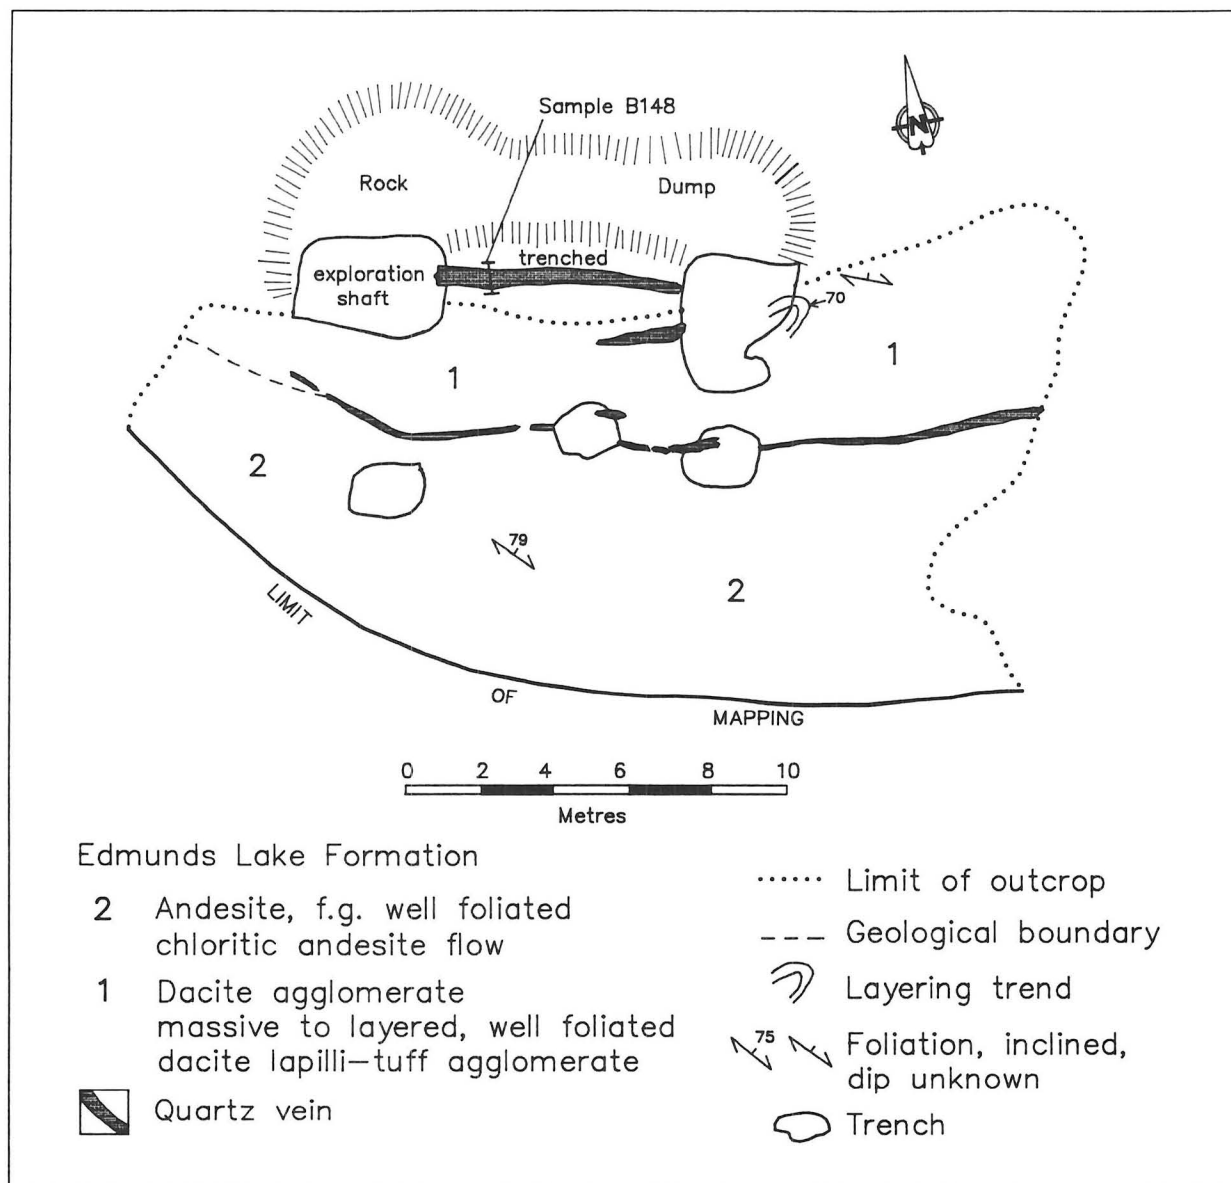 Sample B148
N
Rock
Dump
trenched
exploration
shaft
70
1
1
2
79
2
LIMIT
OF
MAPPING
0 2 4 6 8 10
Metres
Edmunds Lake Formation
2 Andesite, f.g. well foliated
chloritic andesite flow
1 Dacite agglomerate
massive to layered, well foliated
dacite lapilli-tuff agglomerate
Quartz vein
Limit of outcrop
Geological boundary
Layering trend
75 Foliation, inclined,
dip unknown
Trench